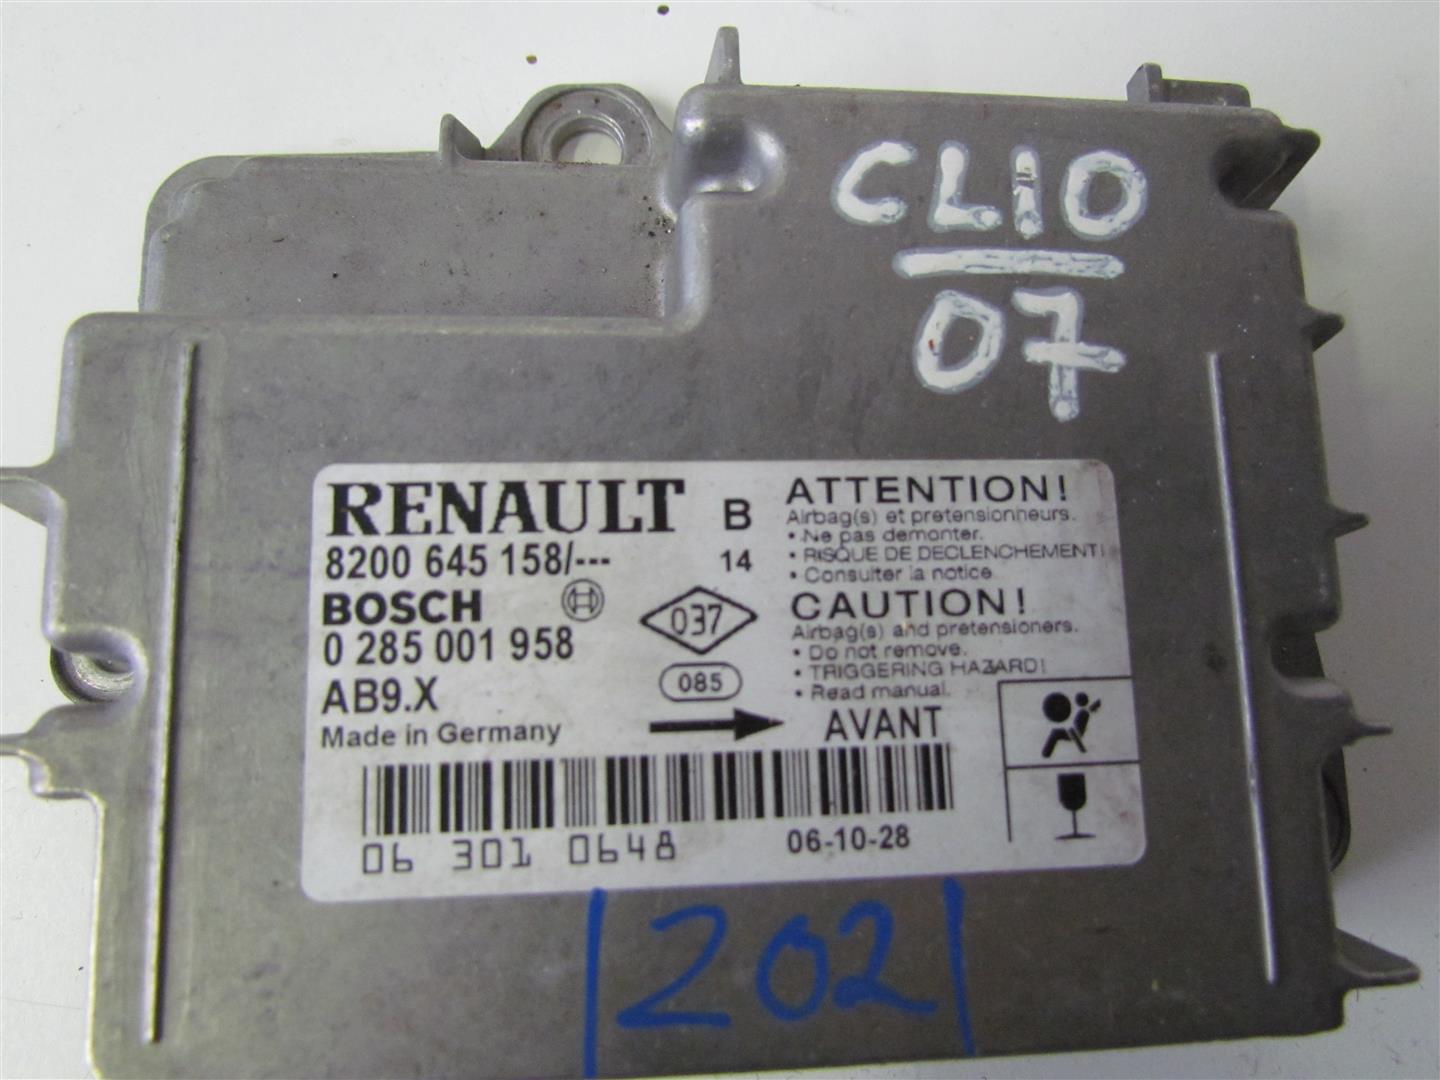 CLIO
07
RENAULT B
8200 645 158/--- 14
BOSCH
0 285 001 958
AB9.X
Made in Germany
037
085
ATTENTION!
Airbag(s) et pretensionneurs.
• Ne pas demonter.
• RISQUE DE DECLENCHEMENT!
• Consulter la notice
CAUTION!
Airbag(s) and pretensioners.
• Do not remove.
• TRIGGERING HAZARD!
• Read manual.
AVANT
06 301 0648 06-10-28
|202|